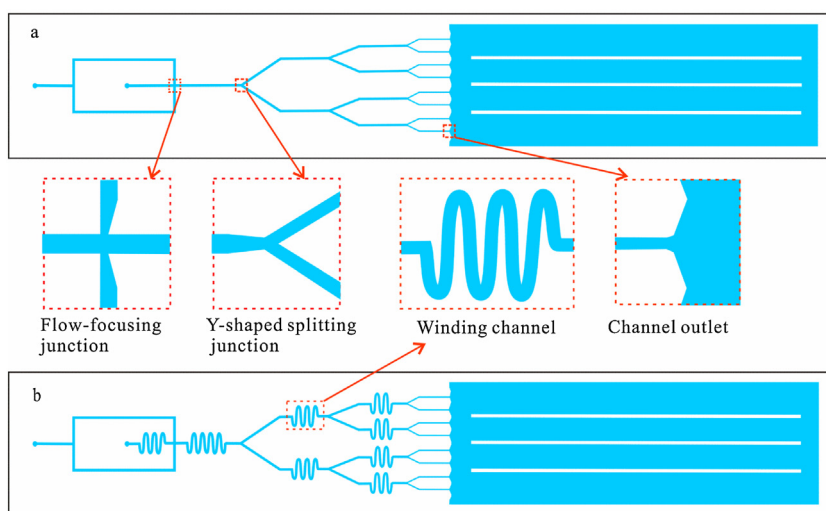 a
Flow-focusing
junction
Y-shaped splitting
junction
Winding channel
Channel outlet
b